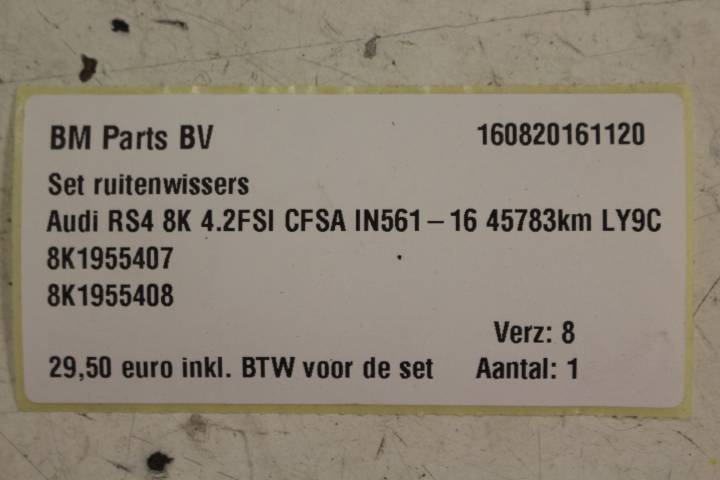 BM Parts BV 160820161120
Set ruitenwissers
Audi RS4 8K 4.2FSI CFSA IN561-16 45783km LY9C
8K1955407
8K1955408
Verz: 8
29,50 euro inkl. BTW voor de set Aantal: 1